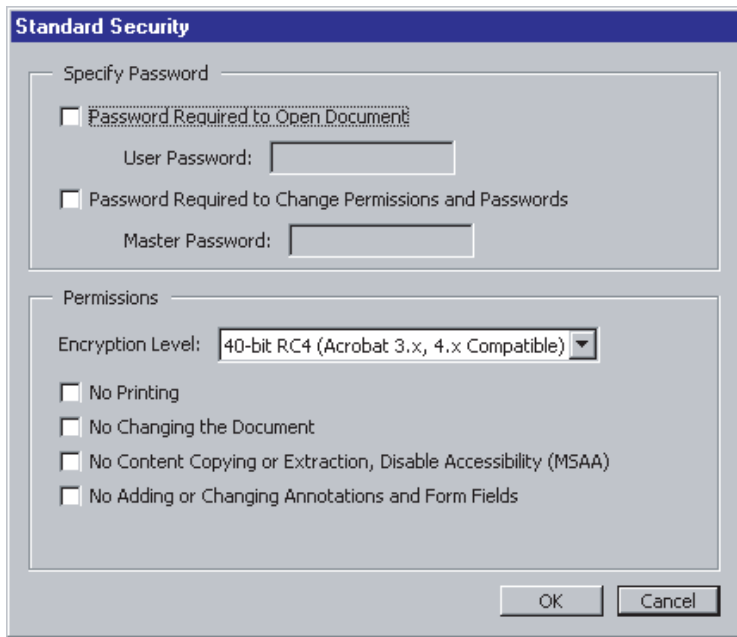 Standard Security
Specify Password
Password Required to Open Document
User Password:
Password Required to Change Permissions and Passwords
Master Password:
Permissions
Encryption Level: 40-bit RC4 (Acrobat 3.x, 4.x Compatible)
No Printing
No Changing the Document
No Content Copying or Extraction, Disable Accessibility (MSAA)
No Adding or Changing Annotations and Form Fields
OK Cancel